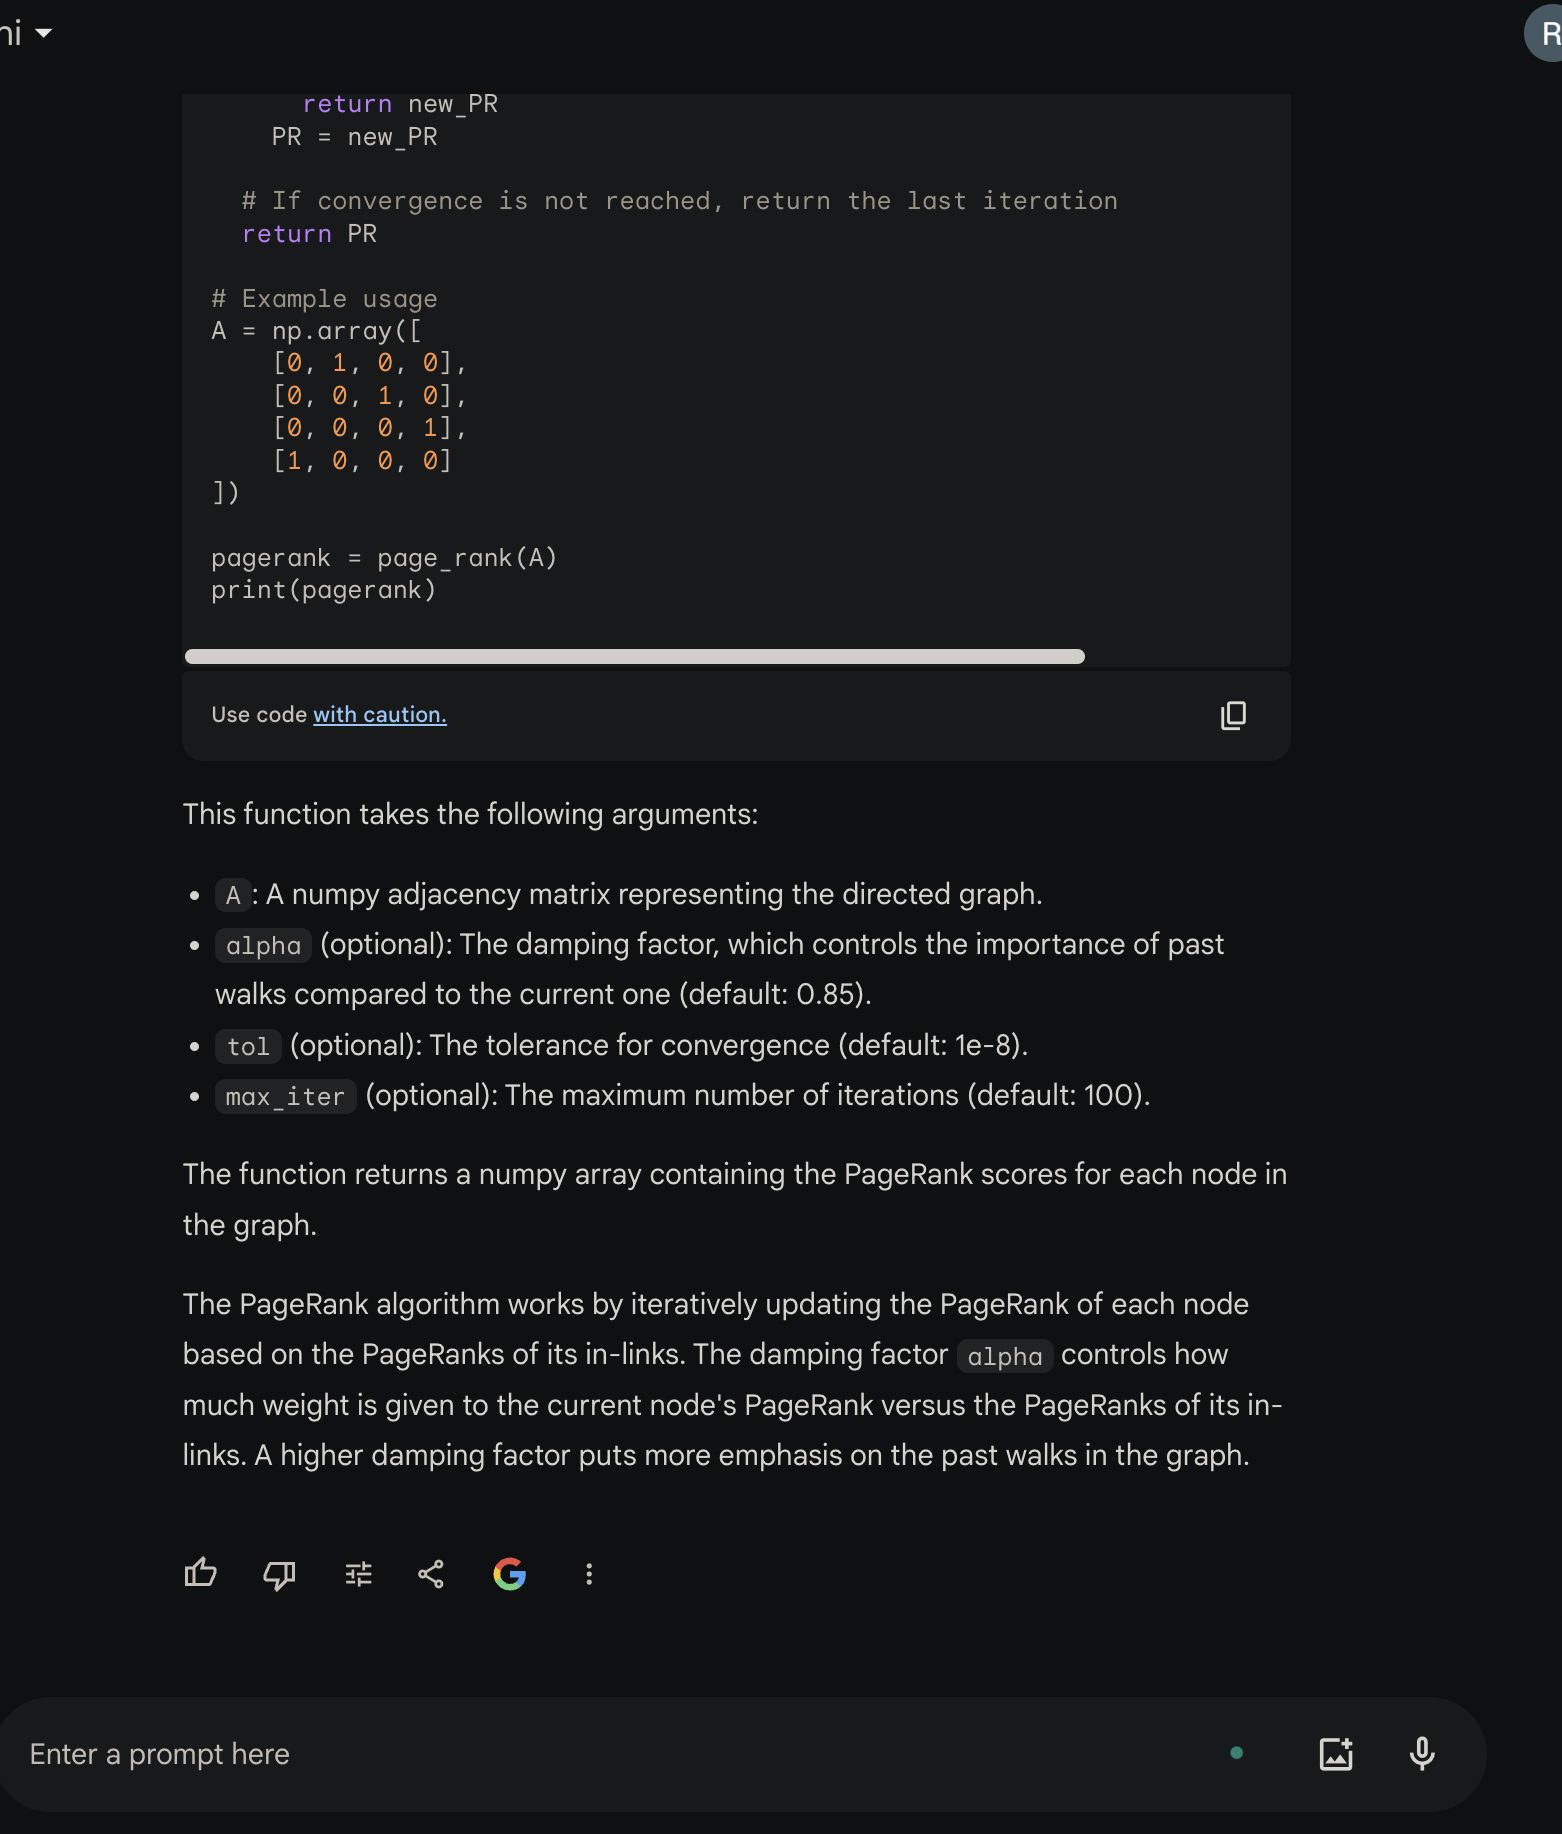 ni
R
return new_PR
PR = new_PR
# If convergence is not reached, return the last iteration
return PR
# Example usage
A = np.array([
[0, 1, 0, 0],
[0, 0, 1, 0],
[0, 0, 0, 1],
[1, 0, 0, 0]
])
pagerank = page_rank(A)
print(pagerank)
Use code with caution.
This function takes the following arguments:
• A: A numpy adjacency matrix representing the directed graph.
• alpha (optional): The damping factor, which controls the importance of past
walks compared to the current one (default: 0.85).
• tol (optional): The tolerance for convergence (default: 1e-8).
• max_iter (optional): The maximum number of iterations (default: 100).
The function returns a numpy array containing the PageRank scores for each node in
the graph.
The PageRank algorithm works by iteratively updating the PageRank of each node
based on the PageRanks of its in-links. The damping factor alpha controls how
much weight is given to the current node's PageRank versus the PageRanks of its in-
links. A higher damping factor puts more emphasis on the past walks in the graph.
Enter a prompt here